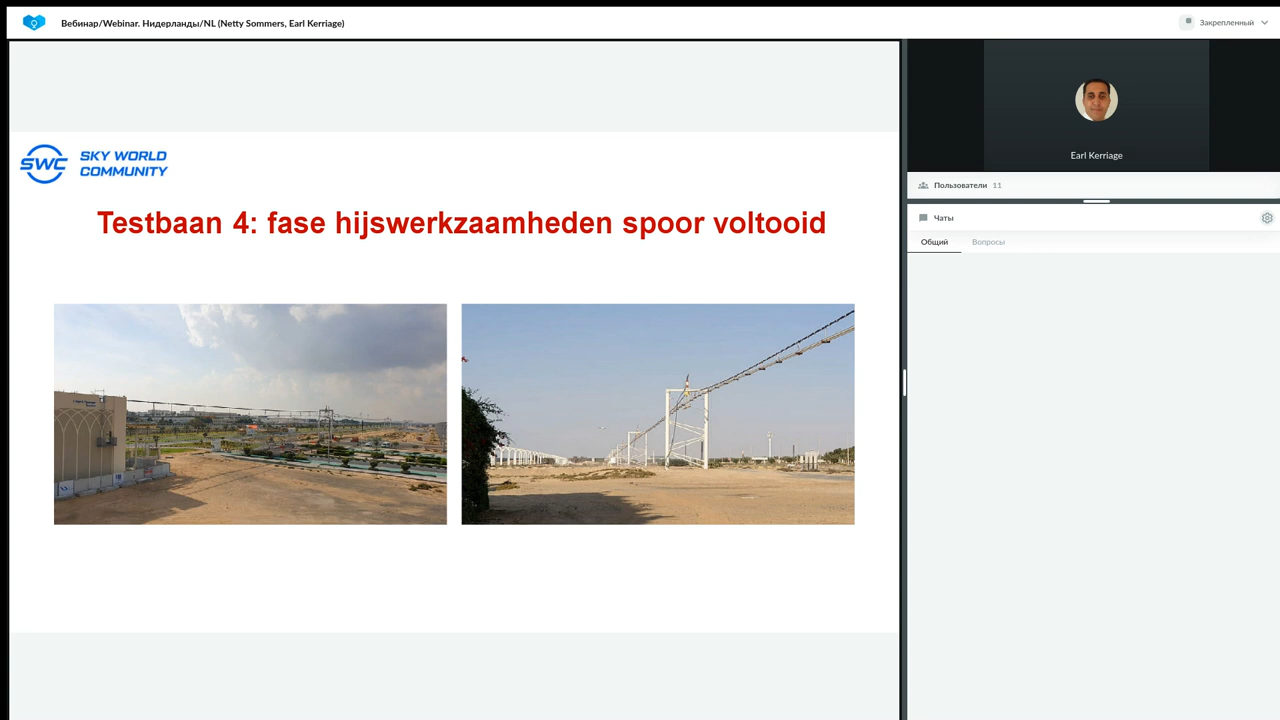 Вебинар/Webinar. Нидерланды/NL (Netty Sommers, Earl Kerriage)
Закрепленный
SWC
SKY WORLD
COMMUNITY
Testbaan 4: fase hijswerkzaamheden spoor voltooid
Earl Kerriage
Пользователи 11
Чаты
Общий
Вопросы